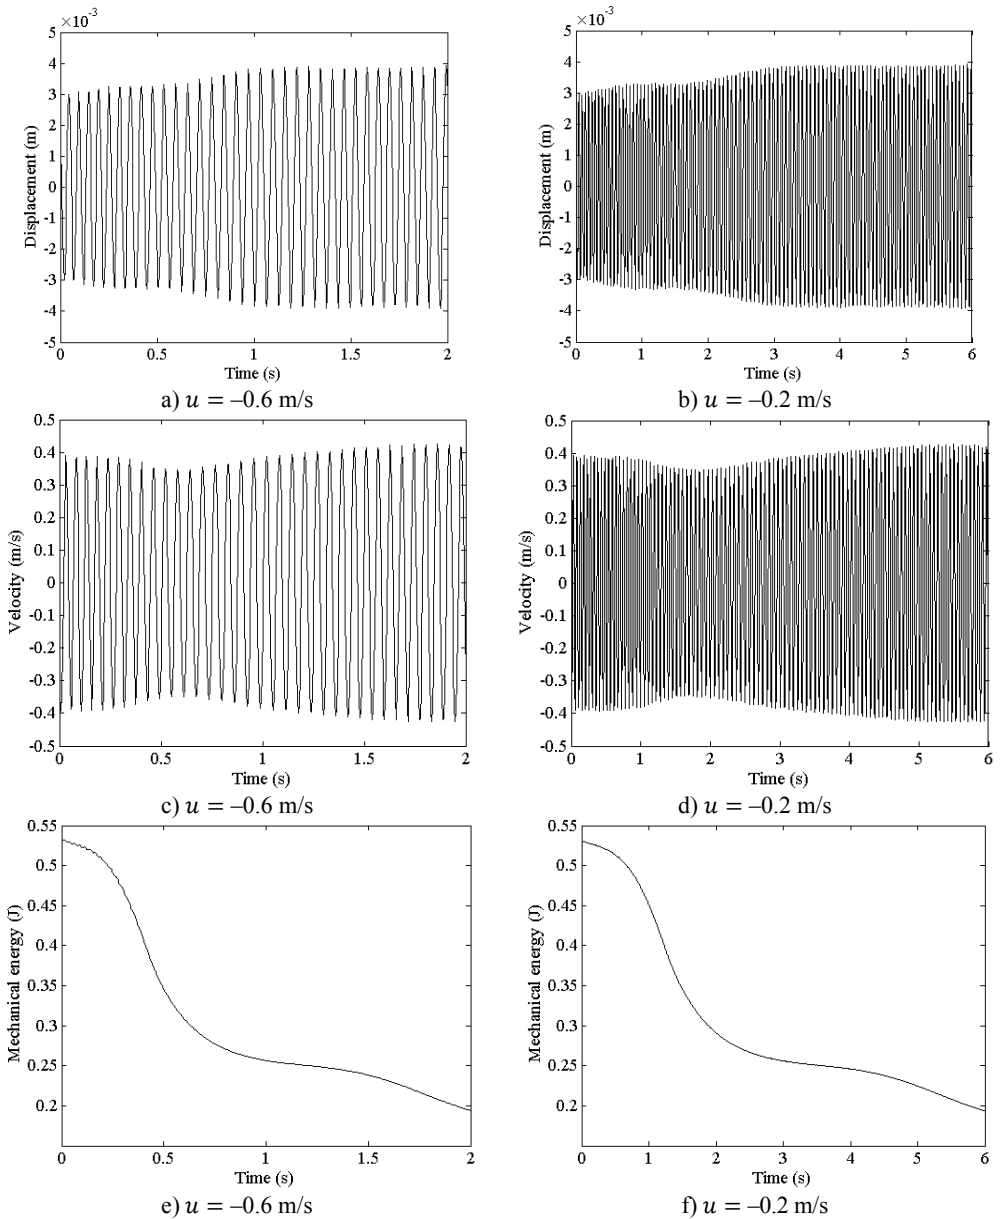 ×10⁻³
5
4
3
2
1
0
-1
-2
-3
-4
-5
Displacement (m)
0 0.5 1 1.5 2
Time (s)
a) u = –0.6 m/s
×10⁻³
5
4
3
2
1
0
-1
-2
-3
-4
-5
Displacement (m)
0 1 2 3 4 5 6
Time (s)
b) u = –0.2 m/s
0.5
0.4
0.3
0.2
0.1
0
-0.1
-0.2
-0.3
-0.4
-0.5
Velocity (m/s)
0 0.5 1 1.5 2
Time (s)
c) u = –0.6 m/s
0.5
0.4
0.3
0.2
0.1
0
-0.1
-0.2
-0.3
-0.4
-0.5
Velocity (m/s)
0 1 2 3 4 5 6
Time (s)
d) u = –0.2 m/s
0.55
0.5
0.45
0.4
0.35
0.3
0.25
0.2
Mechanical energy (J)
0 0.5 1 1.5 2
Time (s)
e) u = –0.6 m/s
0.55
0.5
0.45
0.4
0.35
0.3
0.25
0.2
Mechanical energy (J)
0 1 2 3 4 5 6
Time (s)
f) u = –0.2 m/s